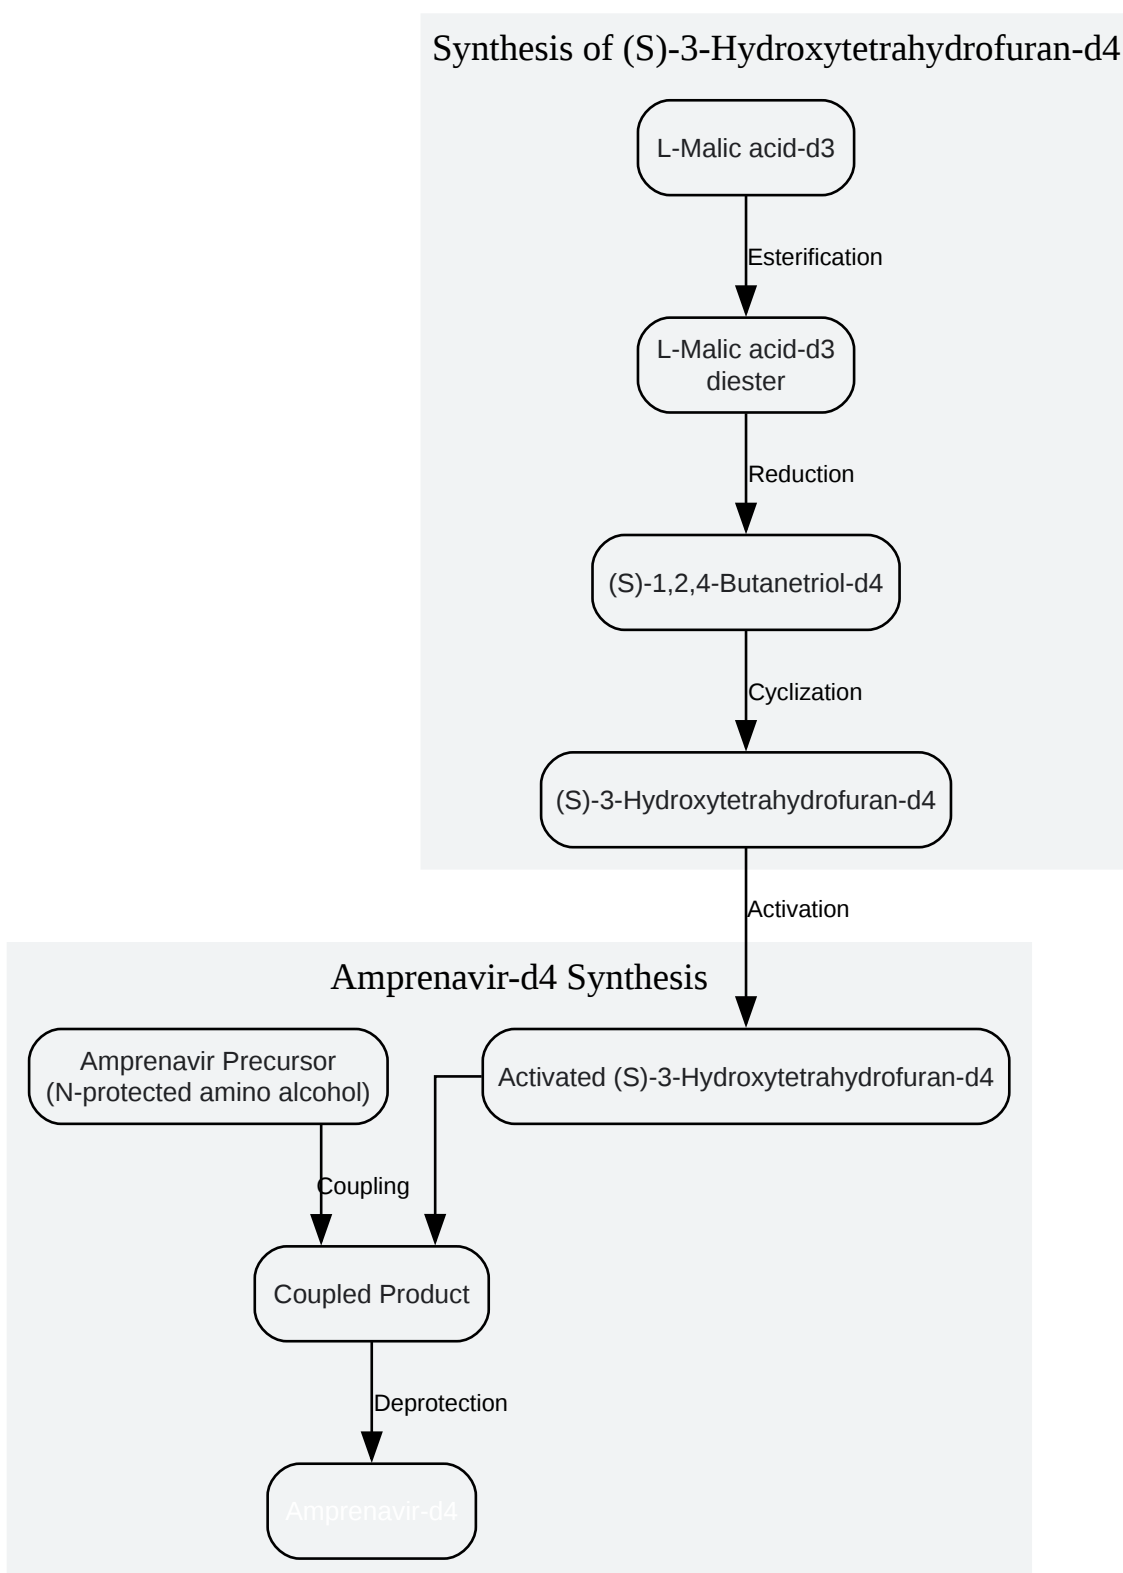 Synthesis of (S)-3-Hydroxytetrahydrofuran-d4
L-Malic acid-d3
Esterification
L-Malic acid-d3
diester
Reduction
(S)-1,2,4-Butanetriol-d4
Cyclization
(S)-3-Hydroxytetrahydrofuran-d4
Activation
Amprenavir-d4 Synthesis
Amprenavir Precursor
(N-protected amino alcohol)
Activated (S)-3-Hydroxytetrahydrofuran-d4
Coupling
Coupled Product
Deprotection
Amprenavir-d4